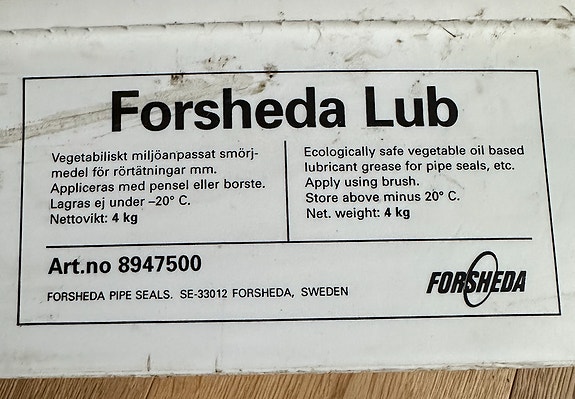 Forsheda Lub
Vegetabiliskt miljöanpassat smörj-
medel för rörtätningar mm.
Appliceras med pensel eller borste.
Lagras ej under –20° C.
Nettovikt: 4 kg
Ecologically safe vegetable oil based
lubricant grease for pipe seals, etc.
Apply using brush.
Store above minus 20° C.
Net. weight: 4 kg
Art.no 8947500
FORSHEDA PIPE SEALS. SE-33012 FORSHEDA, SWEDEN
FORSHEDA